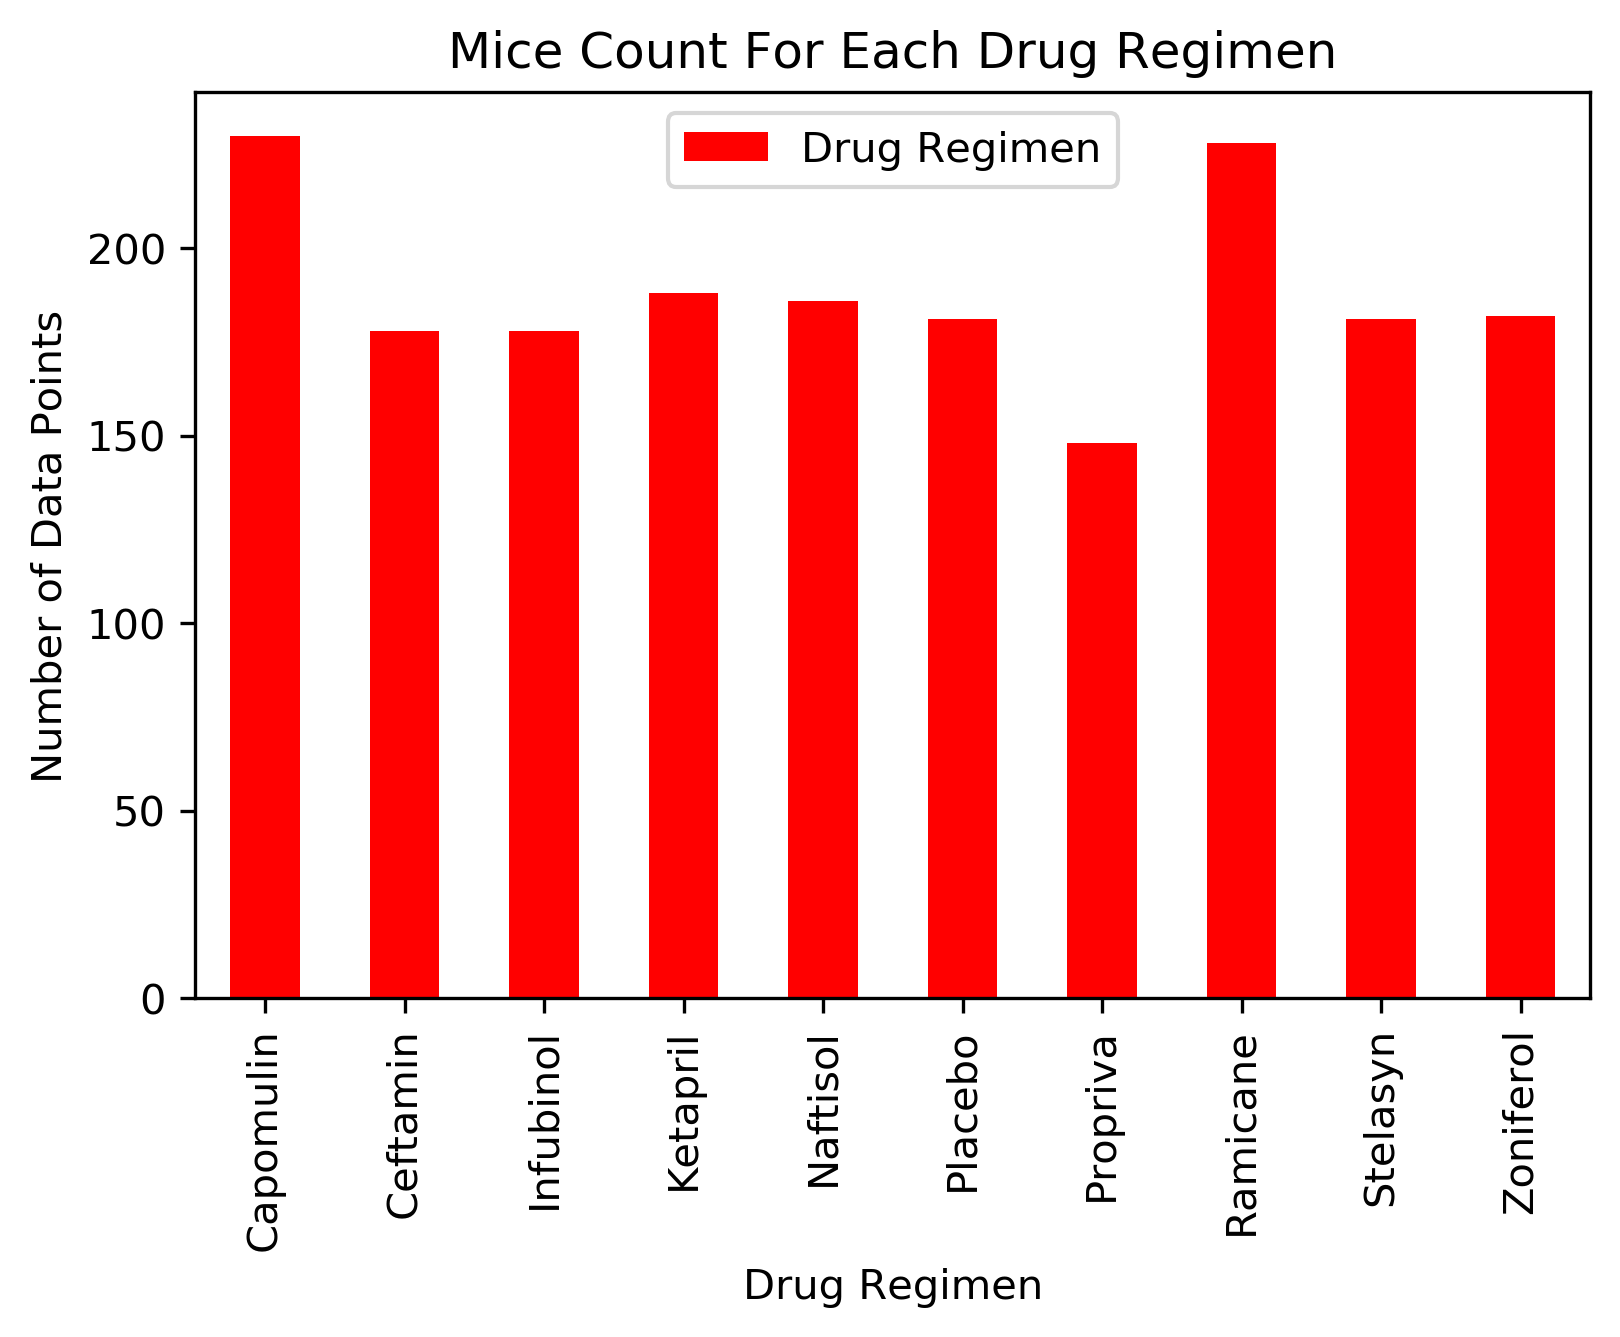 Mice Count For Each Drug Regimen
Drug Regimen
Number of Data Points
200
150
100
50
0
Capomulin
Ceftamin
Infubinol
Ketapril
Naftisol
Placebo
Propriva
Ramicane
Stelasyn
Zoniferol
Drug Regimen